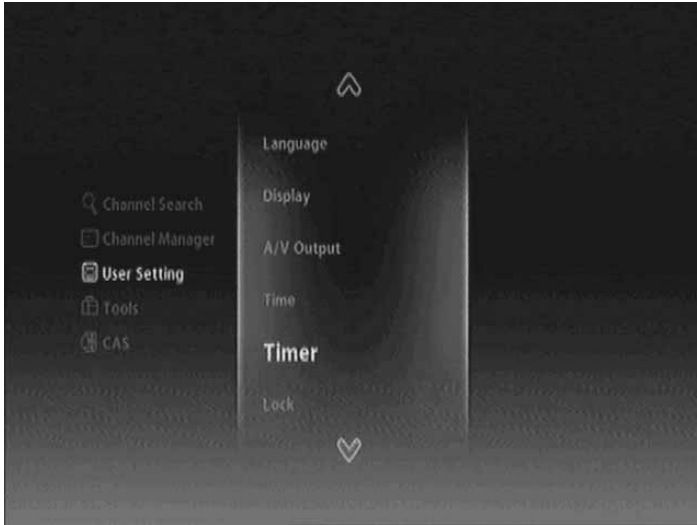 Channel Search
Channel Manager
User Setting
Tools
CAS
Language
Display
A/V Output
Time
Timer
Lock